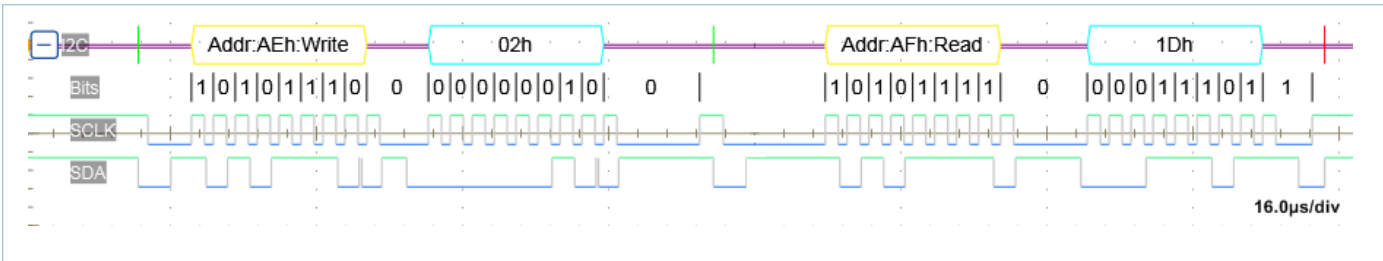 I2C Addr:AEh:Write 02h Addr:AFh:Read 1Dh
Bits |1|0|1|0|1|1|1|0| 0 |0|0|0|0|0|0|1|0| 0 | |1|0|1|0|1|1|1|1| 0 |0|0|0|1|1|1|0|1| 1 |
SCLK
SDA
16.0µs/div